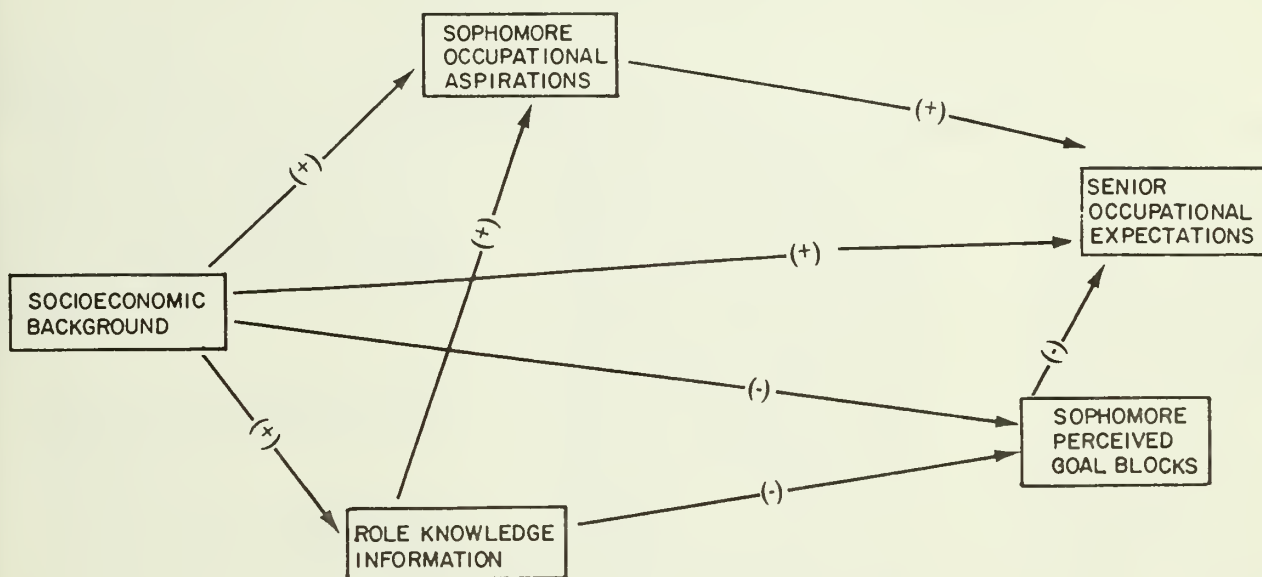 SOPHOMORE
OCCUPATIONAL
ASPIRATIONS
(+)
(+)
SENIOR
OCCUPATIONAL
EXPECTATIONS
(+)
(+)
SOCIOECONOMIC
BACKGROUND
(-)
(-)
SOPHOMORE
PERCEIVED
GOAL BLOCKS
(+)
(-)
ROLE KNOWLEDGE
INFORMATION